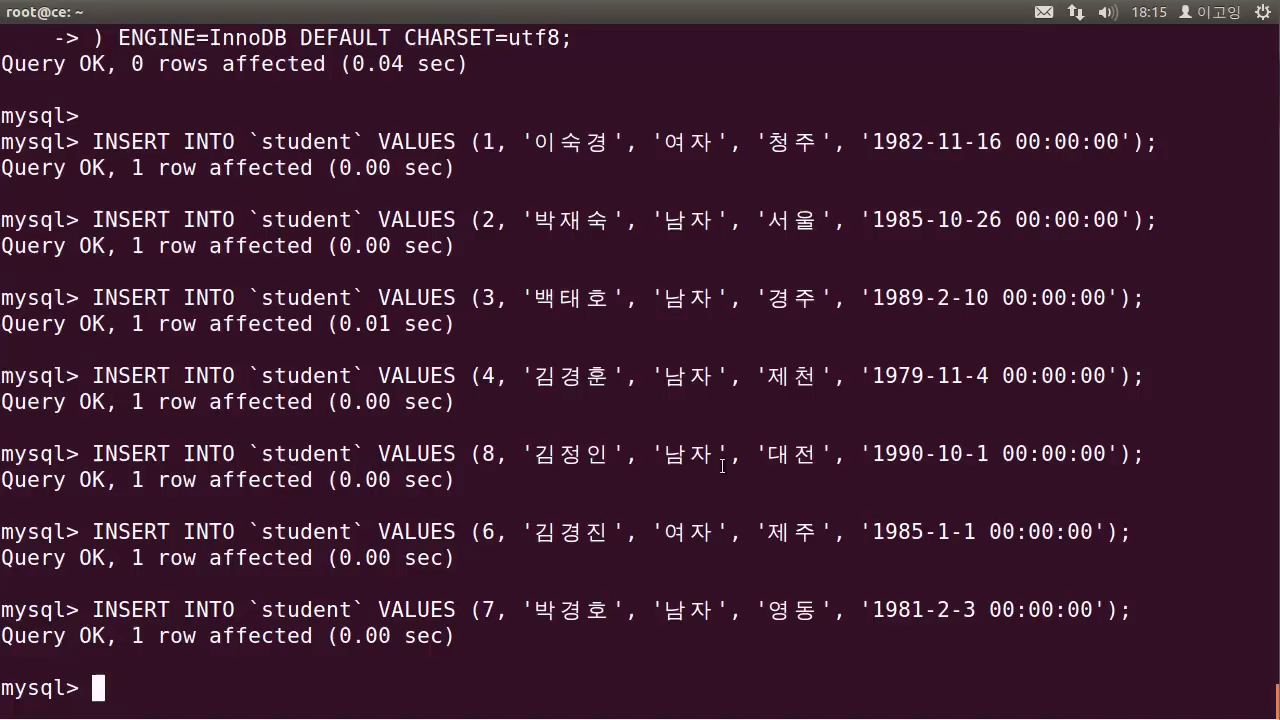 root@ce: ~ 18:15 이고잉
-> ) ENGINE=InnoDB DEFAULT CHARSET=utf8;
Query OK, 0 rows affected (0.04 sec)
mysql>
mysql> INSERT INTO `student` VALUES (1, '이숙경', '여자', '청주', '1982-11-16 00:00:00');
Query OK, 1 row affected (0.00 sec)
mysql> INSERT INTO `student` VALUES (2, '박재숙', '남자', '서울', '1985-10-26 00:00:00');
Query OK, 1 row affected (0.00 sec)
mysql> INSERT INTO `student` VALUES (3, '백태호', '남자', '경주', '1989-2-10 00:00:00');
Query OK, 1 row affected (0.01 sec)
mysql> INSERT INTO `student` VALUES (4, '김경훈', '남자', '제천', '1979-11-4 00:00:00');
Query OK, 1 row affected (0.00 sec)
mysql> INSERT INTO `student` VALUES (8, '김정인', '남자', '대전', '1990-10-1 00:00:00');
Query OK, 1 row affected (0.00 sec)
mysql> INSERT INTO `student` VALUES (6, '김경진', '여자', '제주', '1985-1-1 00:00:00');
Query OK, 1 row affected (0.00 sec)
mysql> INSERT INTO `student` VALUES (7, '박경호', '남자', '영동', '1981-2-3 00:00:00');
Query OK, 1 row affected (0.00 sec)
mysql>